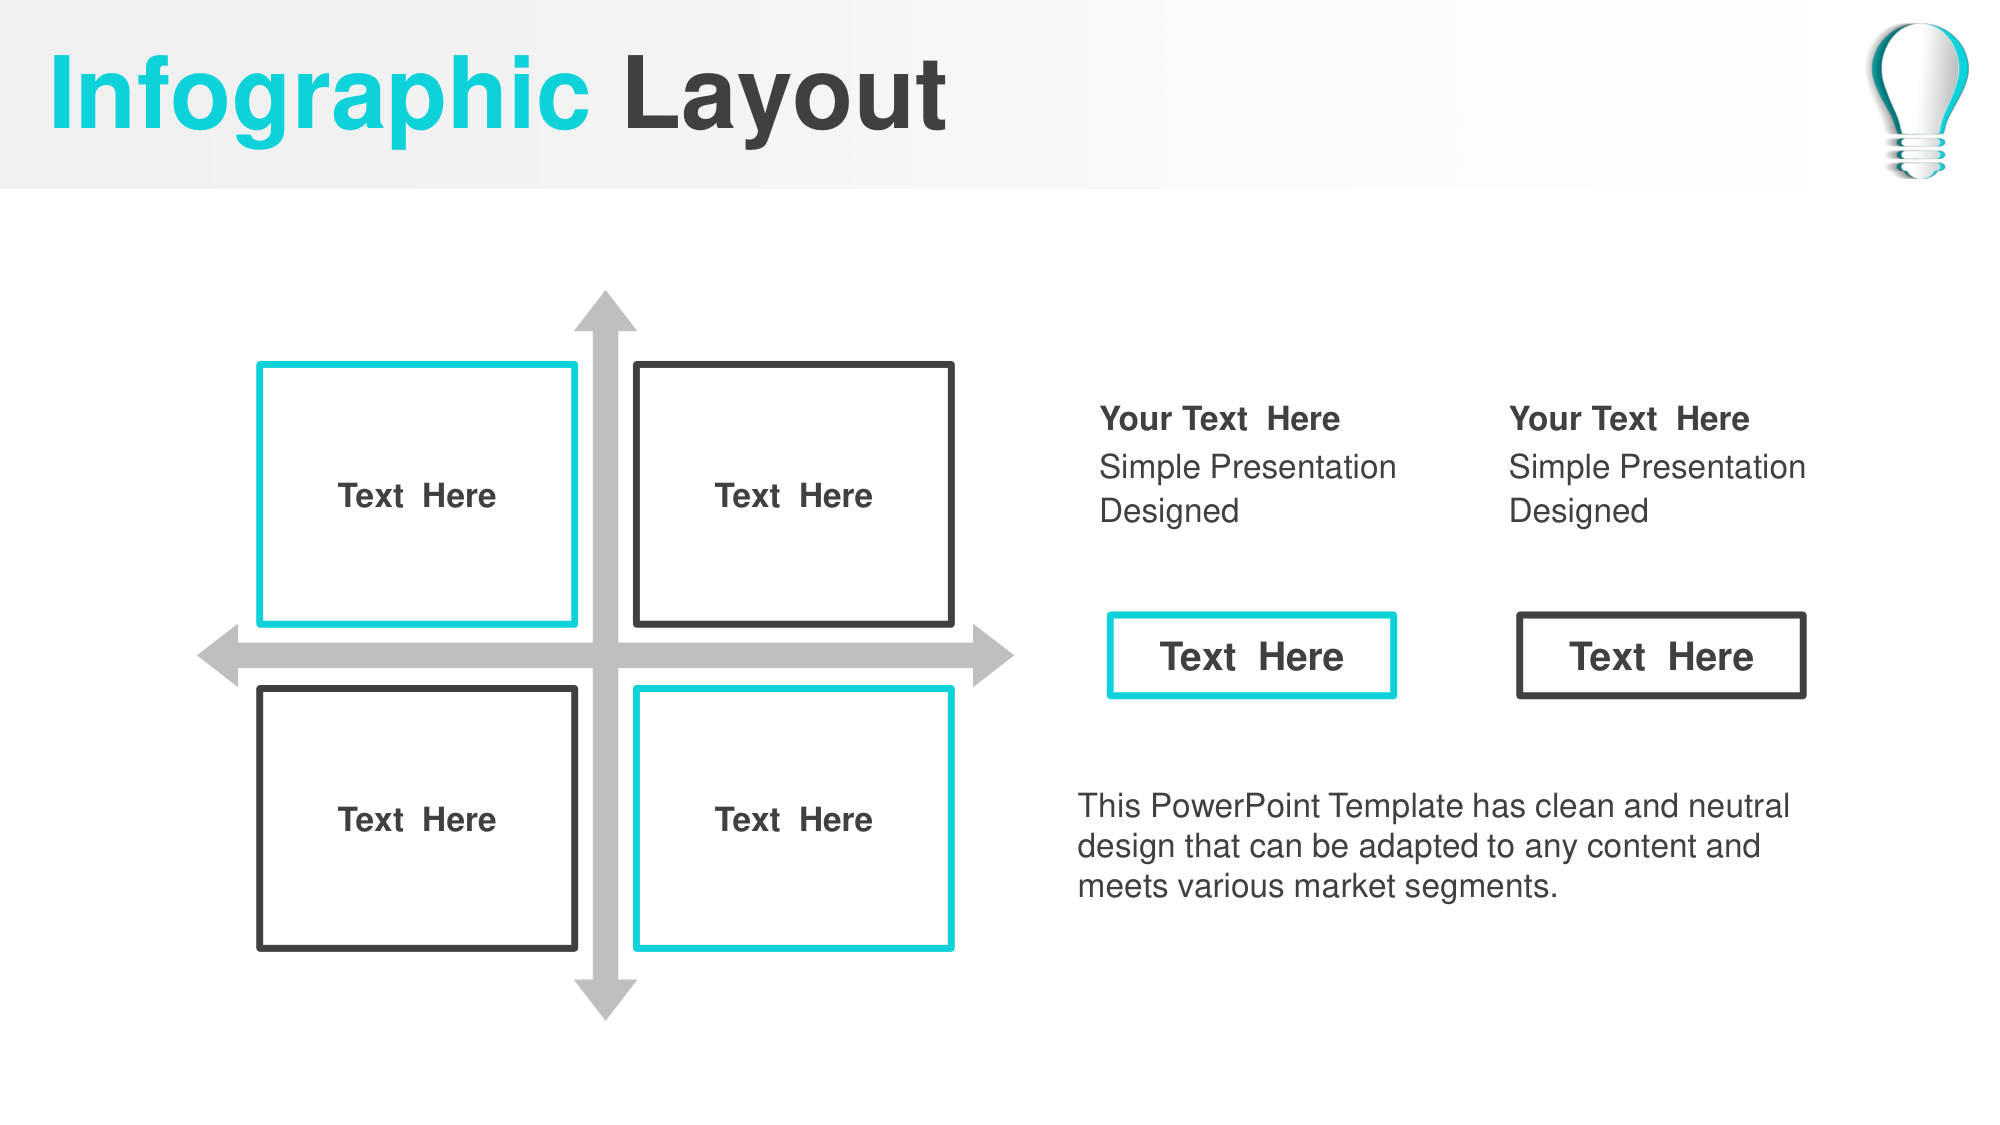 Infographic Layout
Text Here
Text Here
Text Here
Text Here
Your Text Here
Simple Presentation
Designed
Your Text Here
Simple Presentation
Designed
Text Here
Text Here
This PowerPoint Template has clean and neutral
design that can be adapted to any content and
meets various market segments.